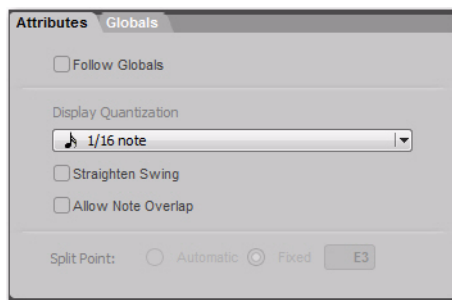 Attributes Globals
Follow Globals
Display Quantization
1/16 note
Straighten Swing
Allow Note Overlap
Split Point: Automatic Fixed E3